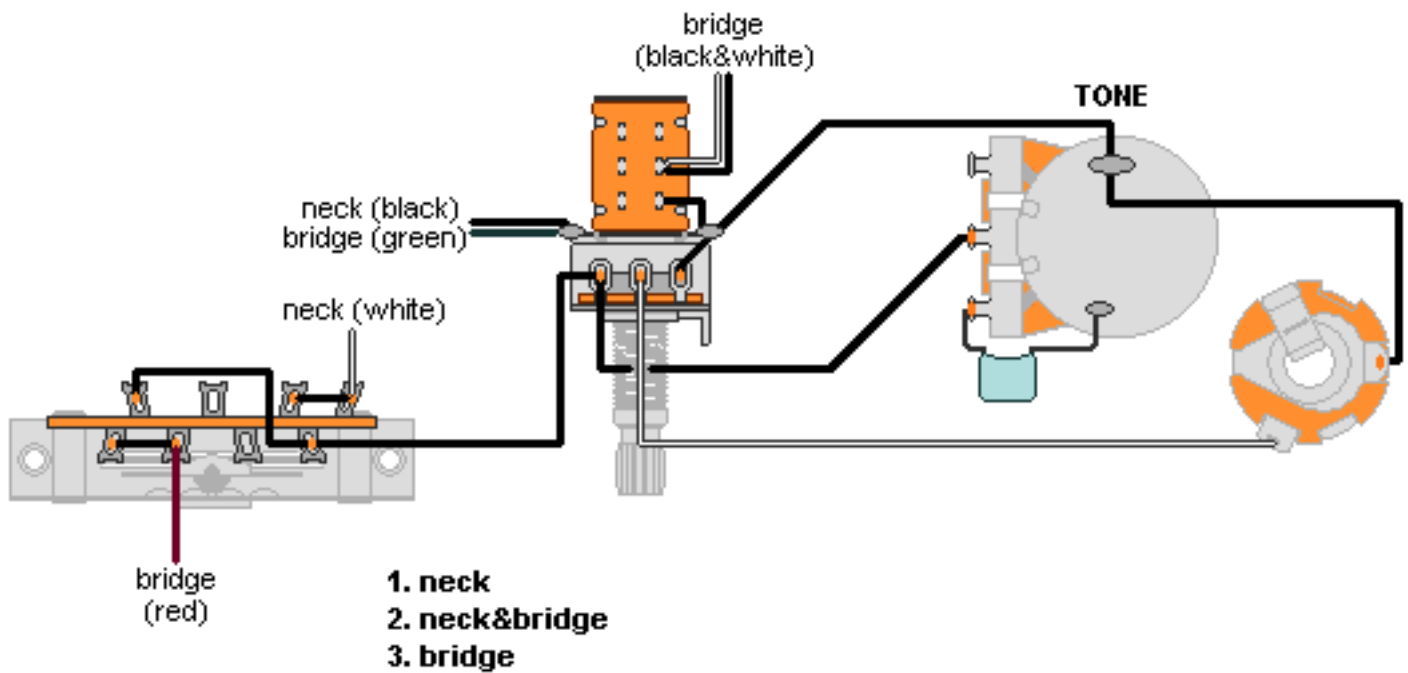 bridge
(black&white)
TONE
neck (black)
bridge (green)
neck (white)
bridge
(red)
1. neck
2. neck&bridge
3. bridge